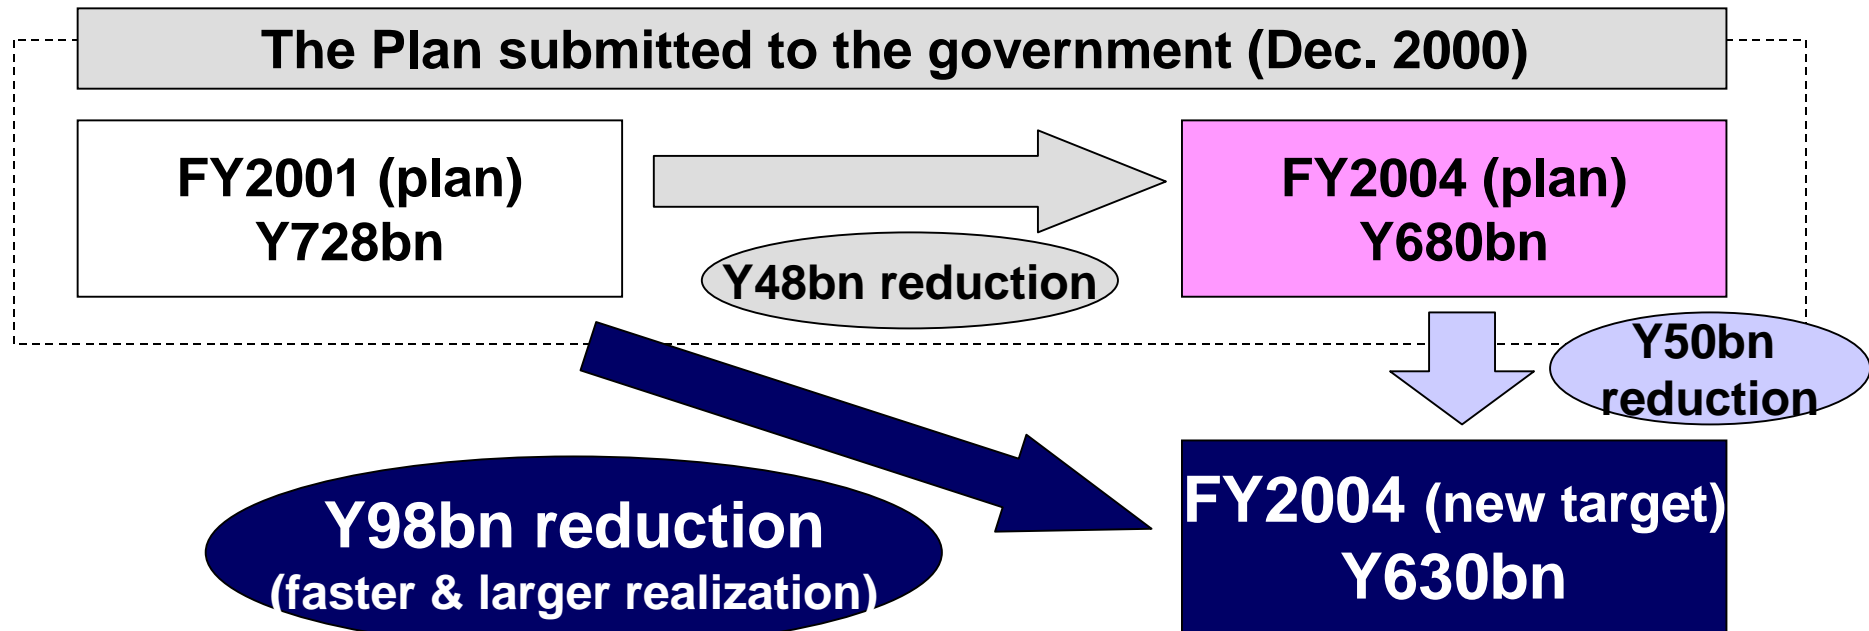 The Plan submitted to the government (Dec. 2000)
FY2001 (plan)
Y728bn
Y48bn reduction
FY2004 (plan)
Y680bn
Y50bn
reduction
Y98bn reduction
(faster & larger realization)
FY2004 (new target)
Y630bn